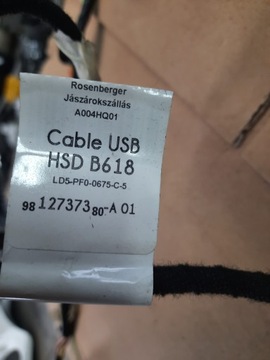 Rosenberger
Jászárokszállás
A004HQ01
Cable USB
HSD B618
LD5-PF0-0675-C-5
98 127373 80-A 01